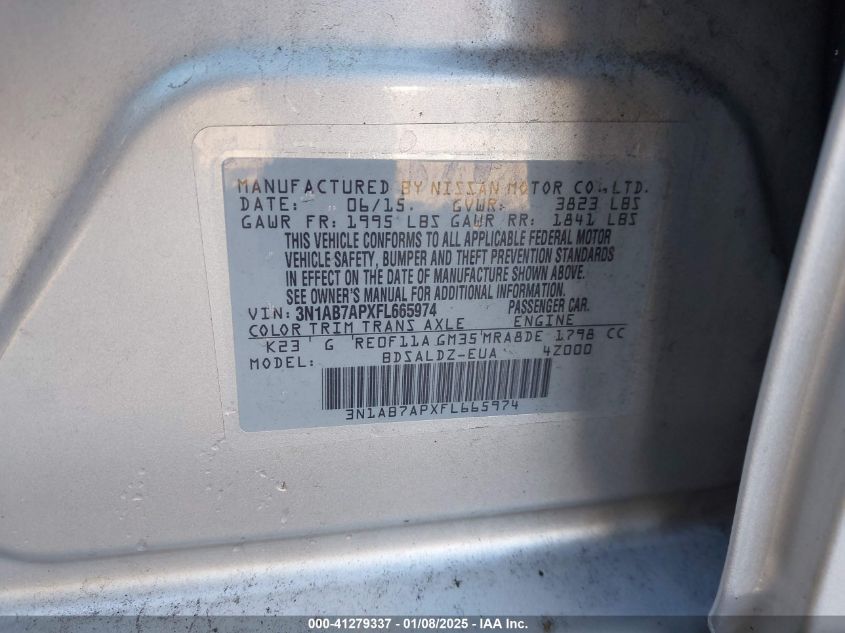 MANUFACTURED BY NISSAN MOTOR CO.,LTD.
DATE: 06/15. GVWR: 3823 LBS
GAWR FR: 1995 LBS GAWR RR: 1841 LBS
THIS VEHICLE CONFORMS TO ALL APPLICABLE FEDERAL MOTOR
VEHICLE SAFETY, BUMPER AND THEFT PREVENTION STANDARDS
IN EFFECT ON THE DATE OF MANUFACTURE SHOWN ABOVE.
SEE OWNER'S MANUAL FOR ADDITIONAL INFORMATION.
VIN: 3N1AB7APXFL665974 PASSENGER CAR.
COLOR TRIM TRANS AXLE ENGINE
K23 G RE0F11A GM35 MRA8DE 1798 CC
MODEL: BDSALDZ-EUA 4Z000
3N1AB7APXFL665974
000-41279337 - 01/08/2025 - IAA Inc.